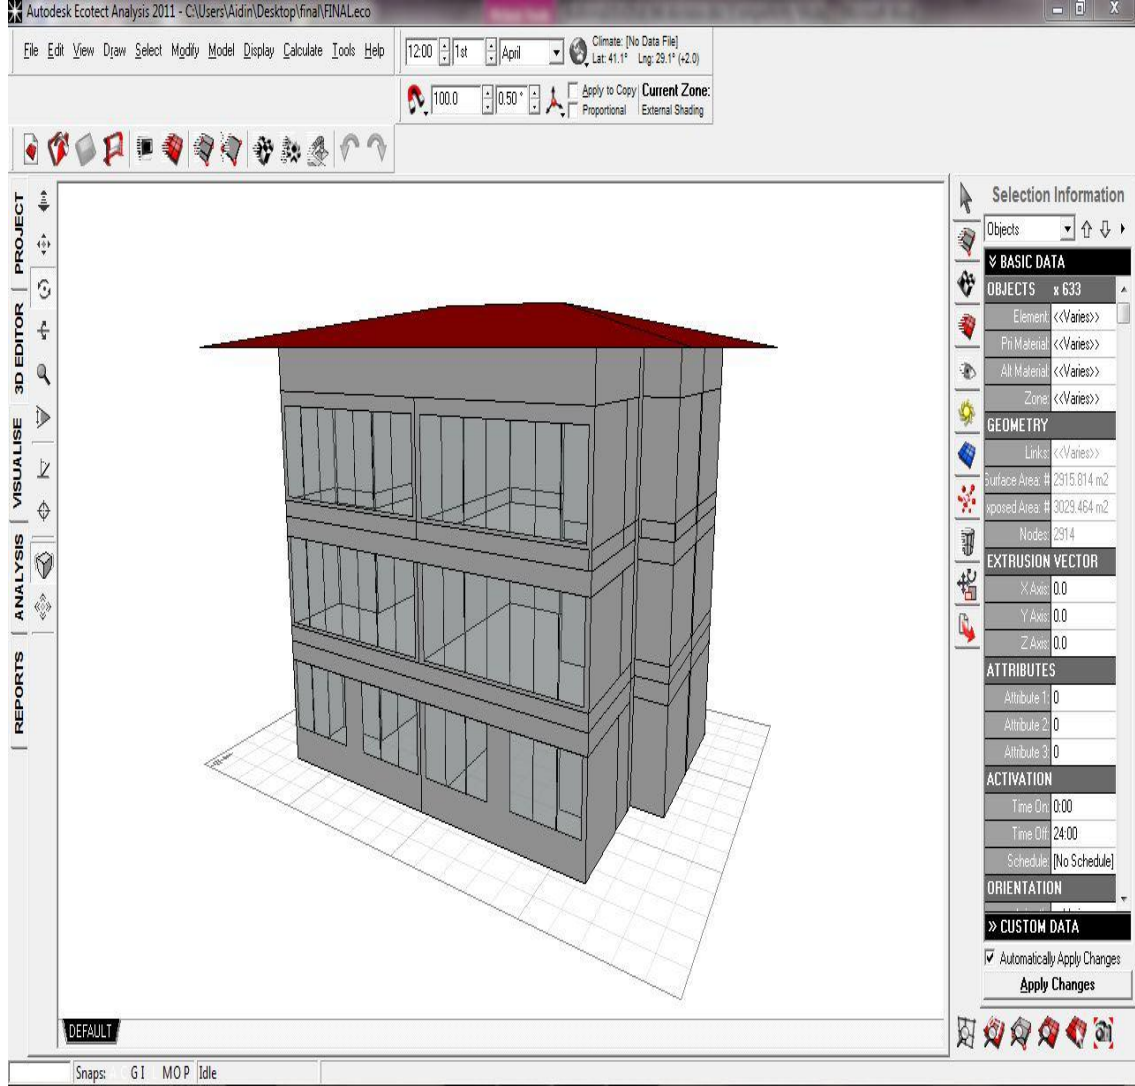 Autodesk Ecotect Analysis 2011 - C:\Users\Aidin\Desktop\final\FINAL.eco
File Edit View Draw Select Modify Model Display Calculate Tools Help
12:00 1st April
Climate: [No Data File]
Lat: 41.1° Lng: 29.1° (+2.0)
100.0 0.50 °
Apply to Copy
Proportional
Current Zone:
External Shading
PROJECT
3D EDITOR
VISUALISE
ANALYSIS
REPORTS
Selection Information
Objects
BASIC DATA
OBJECTS x 633
Element: <<Varies>>
Pri Material: <<Varies>>
Alt Material: <<Varies>>
Zone: <<Varies>>
GEOMETRY
Links: <<Varies>>
Surface Area: # 2915.814 m2
xposed Area: # 3029.464 m2
Nodes: 2914
EXTRUSION VECTOR
X Axis: 0.0
Y Axis: 0.0
Z Axis: 0.0
ATTRIBUTES
Attribute 1: 0
Attribute 2: 0
Attribute 3: 0
ACTIVATION
Time On: 0:00
Time Off: 24:00
Schedule: [No Schedule]
ORIENTATION
CUSTOM DATA
Automatically Apply Changes
Apply Changes
DEFAULT
Snaps: G I M O P Idle